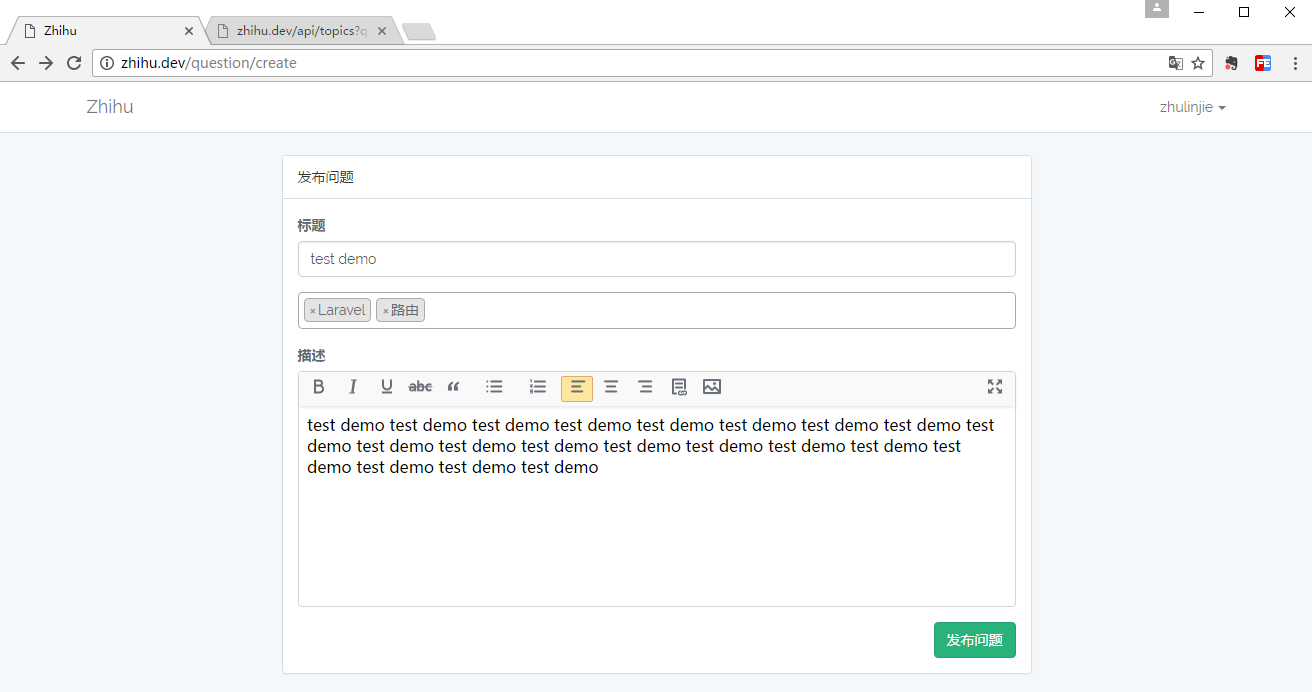 Zhihu
zhihu.dev/api/topics?q
zhihu.dev/question/create
Zhihu
zhulinjie
发布问题
标题
test demo
×Laravel ×路由
描述
B I U abc “
test demo test demo test demo test demo test demo test demo test demo test demo test
demo test demo test demo test demo test demo test demo test demo test demo test
demo test demo test demo test demo
发布问题